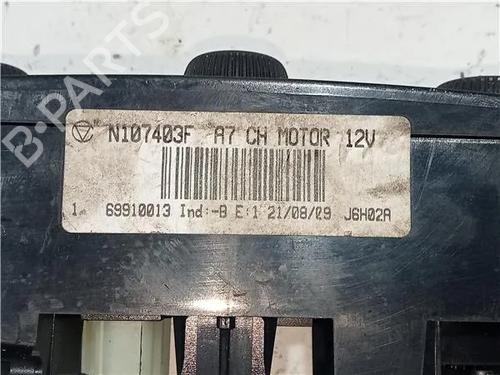 N107403F A7 CH MOTOR 12V
1 69910013 Ind:-B E:1 21/08/09 J6H02A
B-PARTS